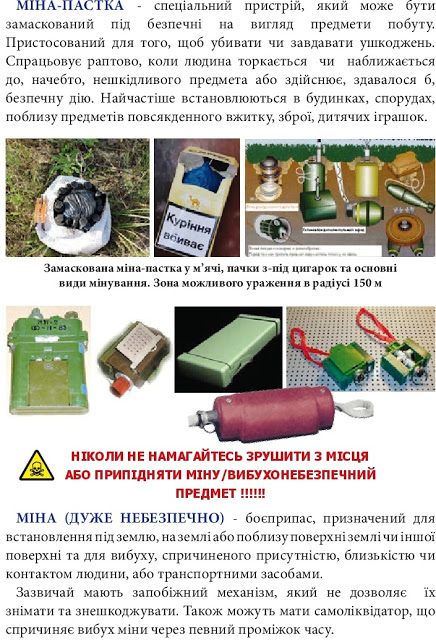 МІНА-ПАСТКА - спеціальний пристрій, який може бути
замаскований під безпечні на вигляд предмети побуту.
Пристосований для того, щоб убивати чи завдавати ушкоджень.
Спрацьовує раптово, коли людина торкається чи наближається
до, начебто, нешкідливого предмета або здійснює, здавалося б,
безпечну дію. Найчастіше встановлюються в будинках, спорудах,
поблизу предметів повсякденного вжитку, зброї, дитячих іграшок.
Куріння
вбиває
Замаскована міна-пастка у м'ячі, пачки з-під цигарок та основні
види мінування. Зона можливого ураження в радіусі 150 м
НІКОЛИ НЕ НАМАГАЙТЕСЬ ЗРУШИТИ З МІСЦЯ
АБО ПРИПІДНЯТИ МІНУ/ВИБУХОНЕБЕЗПЕЧНИЙ
ПРЕДМЕТ !!!!!!
МІНА (ДУЖЕ НЕБЕЗПЕЧНО) - боєприпас, призначений для
встановлення під землю, на землі або поблизу поверхні землі чи іншої
поверхні та для вибуху, спричиненого присутністю, близькістю чи
контактом людини, або транспортними засобами.
Зазвичай мають запобіжний механізм, який не дозволяє їх
знімати та знешкоджувати. Також можуть мати самоліквідатор, що
спричиняє вибух міни через певний проміжок часу.